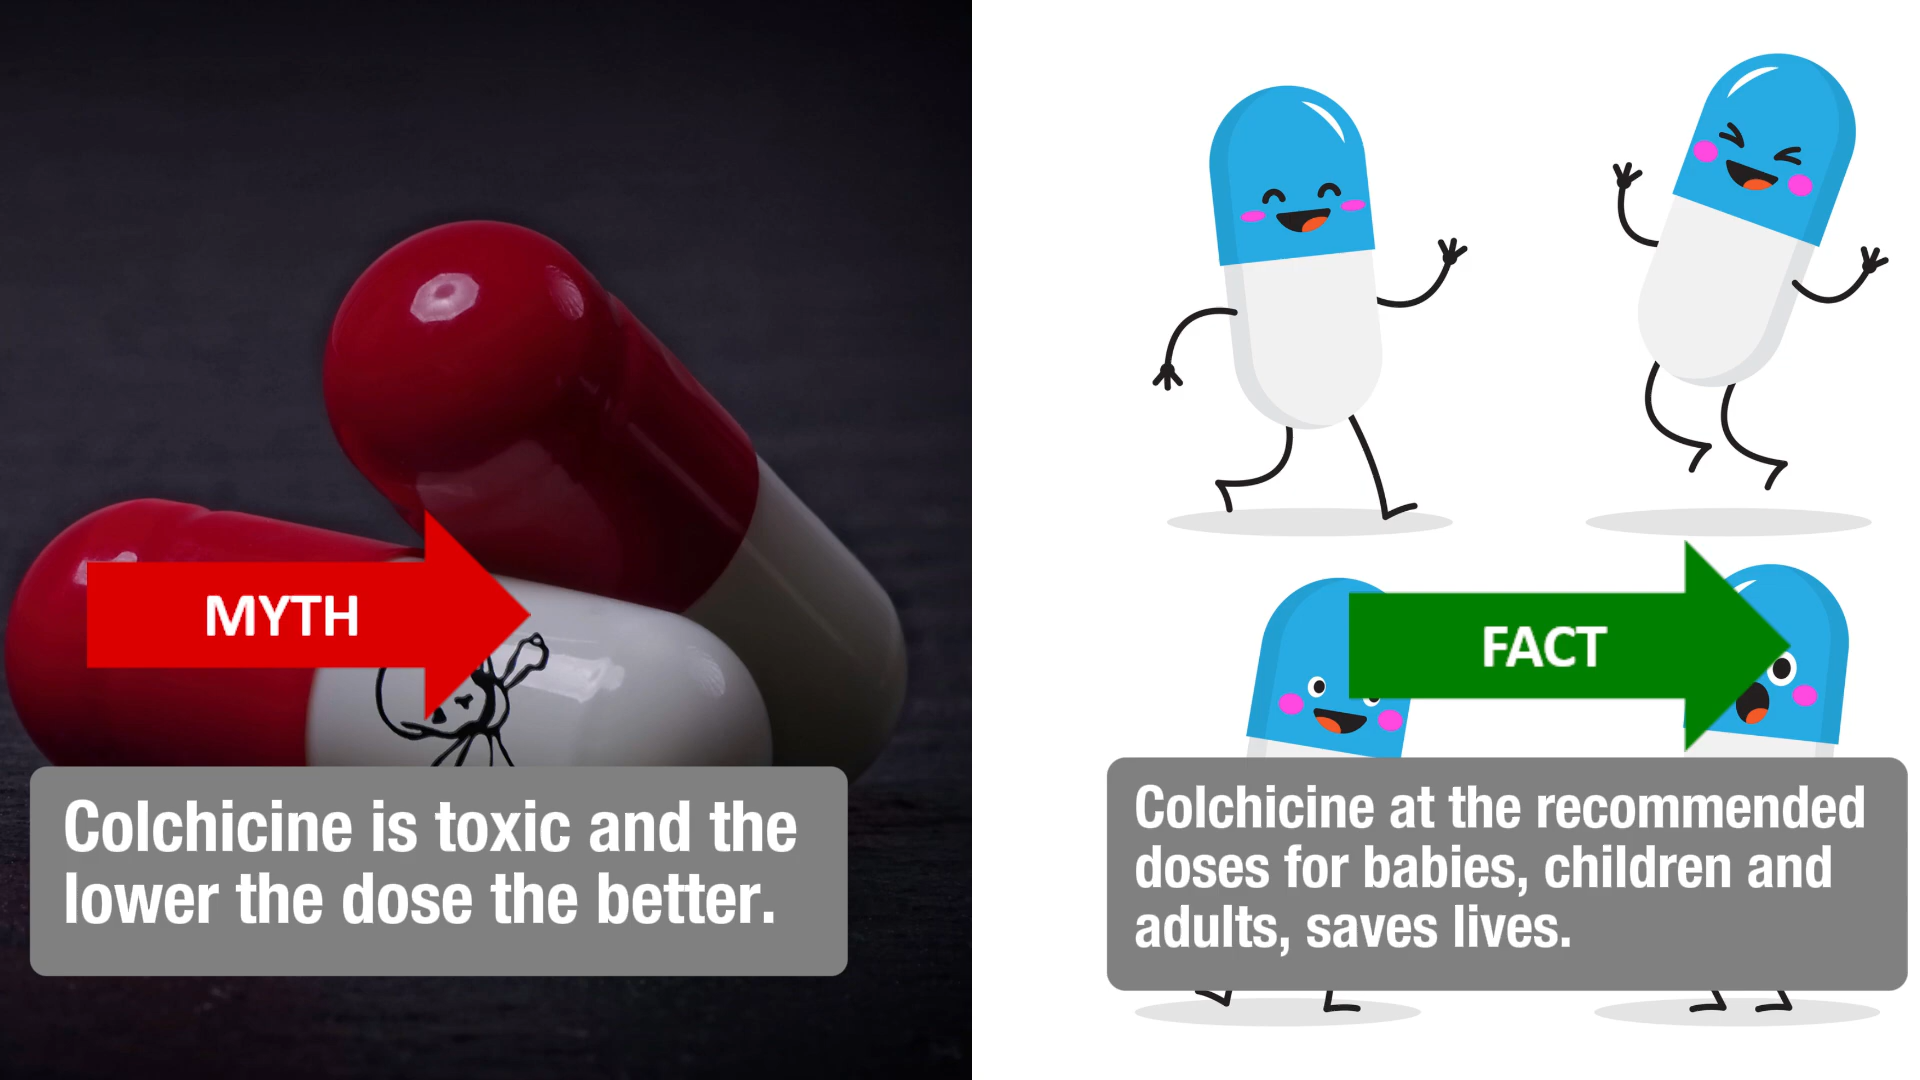 MYTH
Colchicine is toxic and the
lower the dose the better.
FACT
Colchicine at the recommended
doses for babies, children and
adults, saves lives.